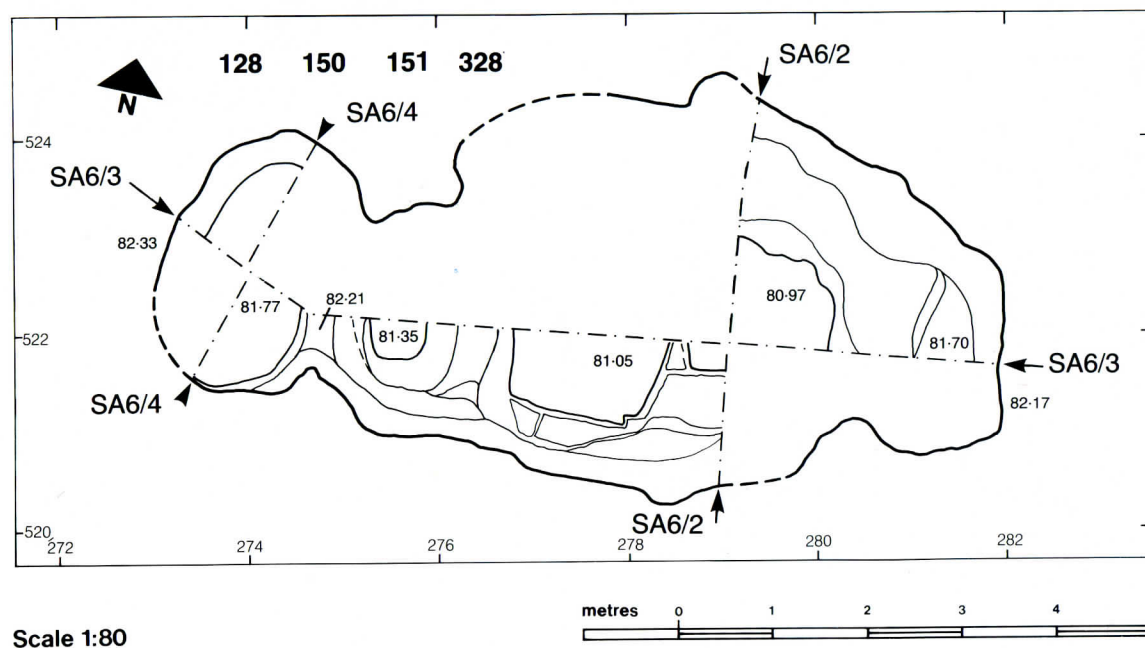 128 150 151 328
N
SA6/2
SA6/4
524
SA6/3
82·33
81·77
82·21
81·35
80·97
522
81·05
81·70
SA6/3
SA6/4
82·17
SA6/2
520
272 274 276 278 280 282
metres 0 1 2 3 4
Scale 1:80